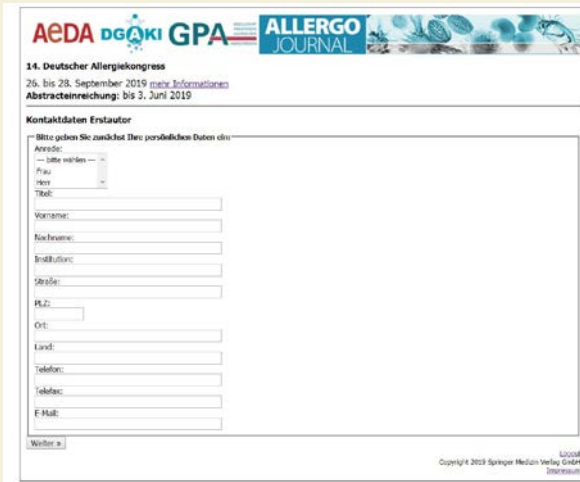 AeDA DGAKI GPA ALLERGO
JOURNAL
14. Deutscher Allergiekongress
26. bis 28. September 2019 mehr Informationen
Abstracteinreichung: bis 3. Juni 2019
Kontaktdaten Erstautor
Bitte geben Sie zunächst Ihre persönlichen Daten ein:
Anrede:
--- bitte wählen ---
Frau
Herr
Titel:
Vorname:
Nachname:
Institution:
Straße:
PLZ:
Ort:
Land:
Telefon:
Telefax:
E-Mail:
Weiter »
Logout
Copyright 2019 Springer Medizin Verlag GmbH
Impressum